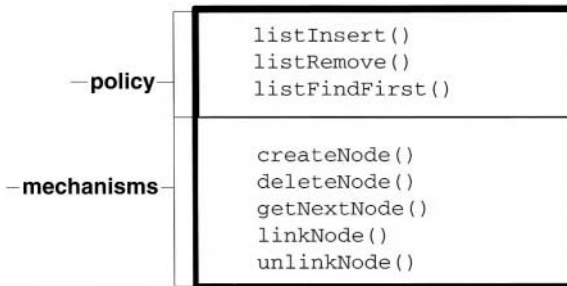 listInsert()
listRemove()
policy
listFindFirst()
createNode()
deleteNode()
mechanisms
getNextNode()
linkNode()
unlinkNode()